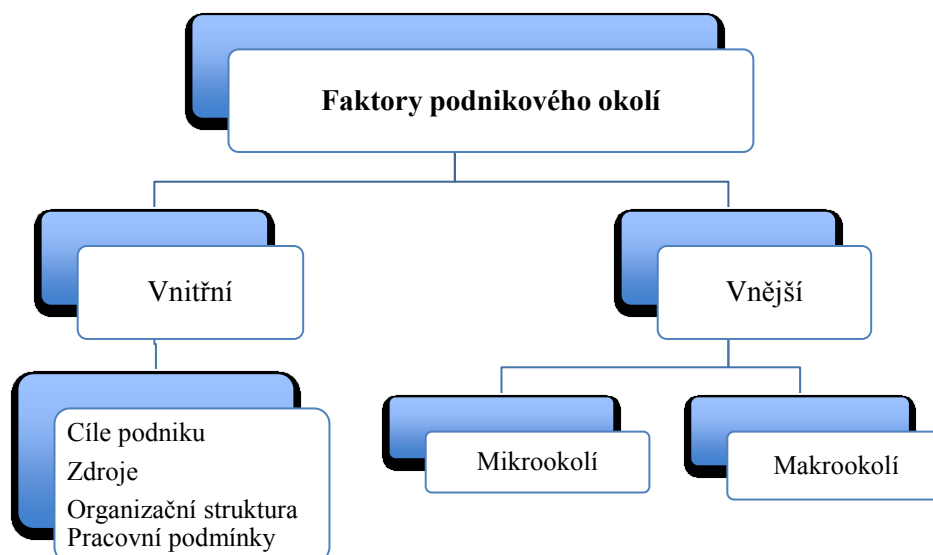 Faktory podnikového okolí
Vnitřní
Vnější
Cíle podniku
Zdroje
Organizační struktura
Pracovní podmínky
Mikrookolí
Makrookolí